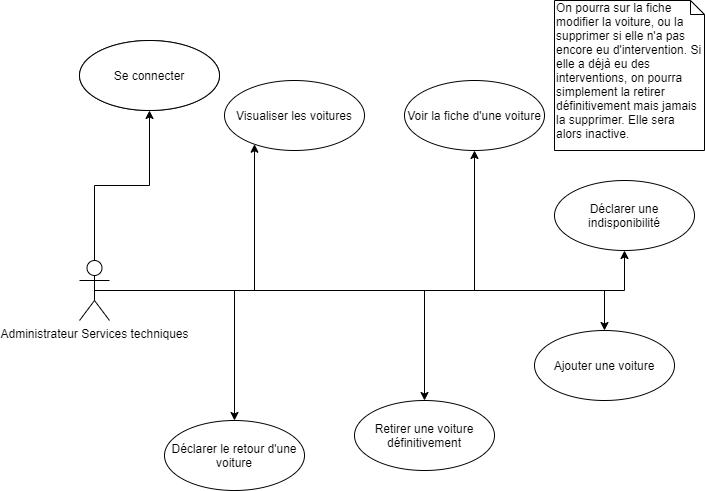 On pourra sur la fiche
modifier la voiture, ou la
supprimer si elle n'a pas
encore eu d'intervention. Si
elle a déjà eu des
interventions, on pourra
simplement la retirer
définitivement mais jamais
la supprimer. Elle sera
alors inactive.
Se connecter
Visualiser les voitures
Voir la fiche d'une voiture
Déclarer une
indisponibilité
Administrateur Services techniques
Ajouter une voiture
Retirer une voiture
définitivement
Déclarer le retour d'une
voiture